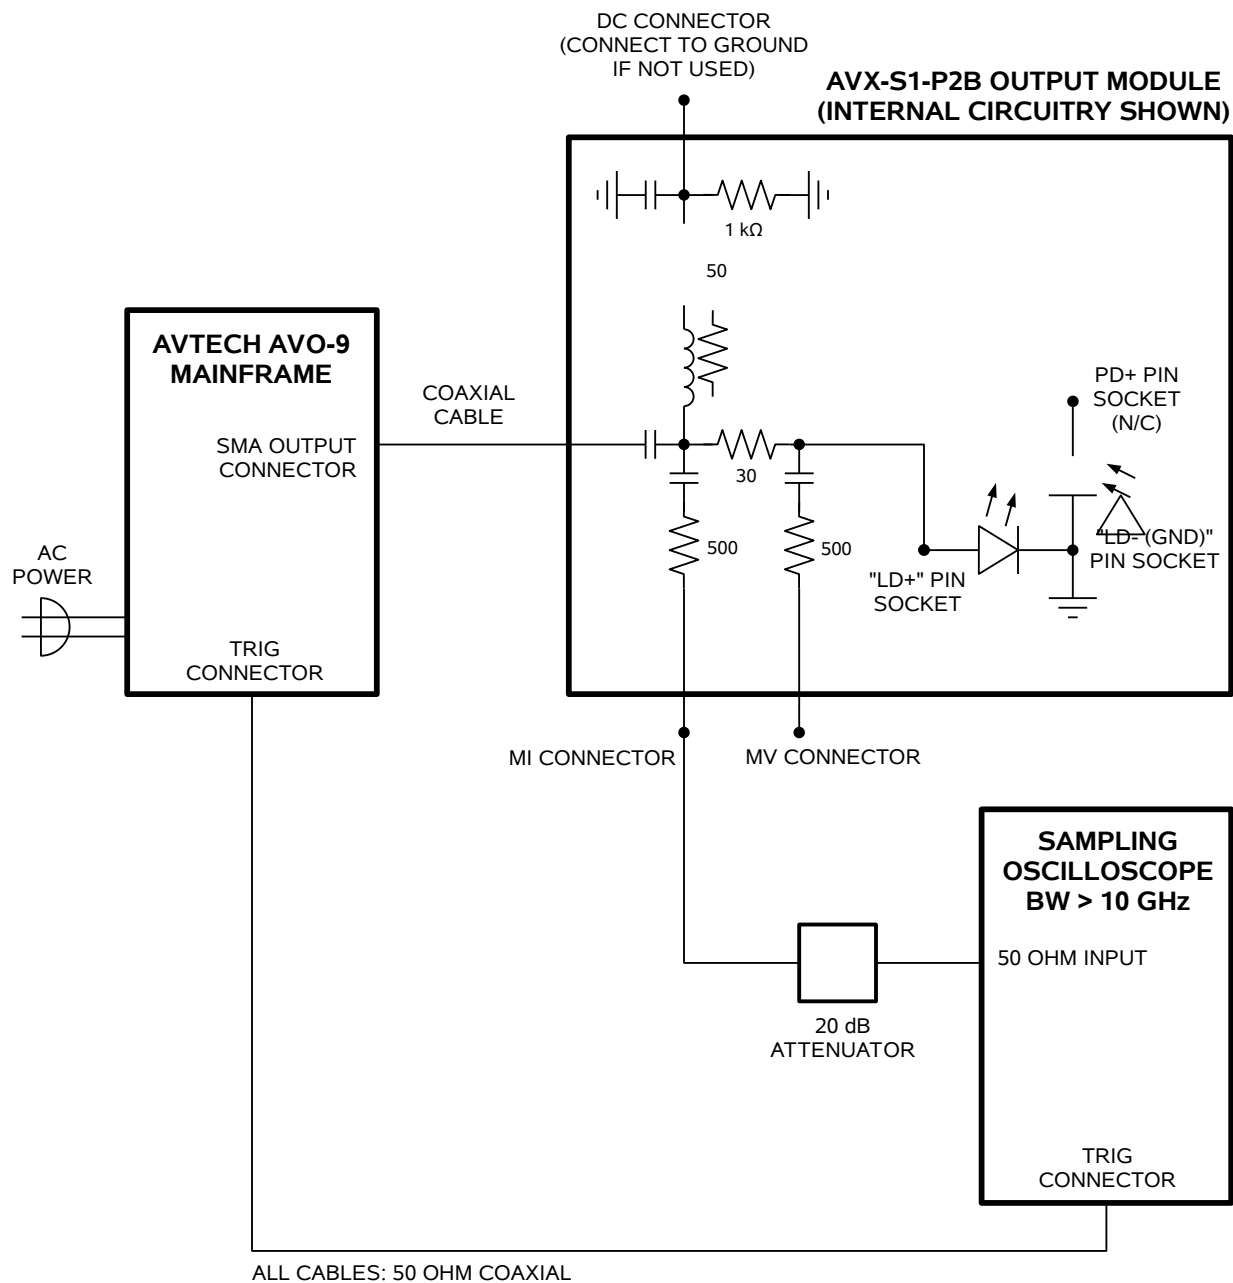 DC CONNECTOR
(CONNECT TO GROUND
IF NOT USED)
AVX-S1-P2B OUTPUT MODULE
(INTERNAL CIRCUITRY SHOWN)
1 kΩ
50
AVTECH AVO-9
MAINFRAME
COAXIAL
CABLE
SMA OUTPUT
CONNECTOR
PD+ PIN
SOCKET
(N/C)
30
500
500
"LD+" PIN
SOCKET
"LD- (GND)"
PIN SOCKET
AC
POWER
TRIG
CONNECTOR
MI CONNECTOR
MV CONNECTOR
SAMPLING
OSCILLOSCOPE
BW > 10 GHz
50 OHM INPUT
20 dB
ATTENUATOR
TRIG
CONNECTOR
ALL CABLES: 50 OHM COAXIAL